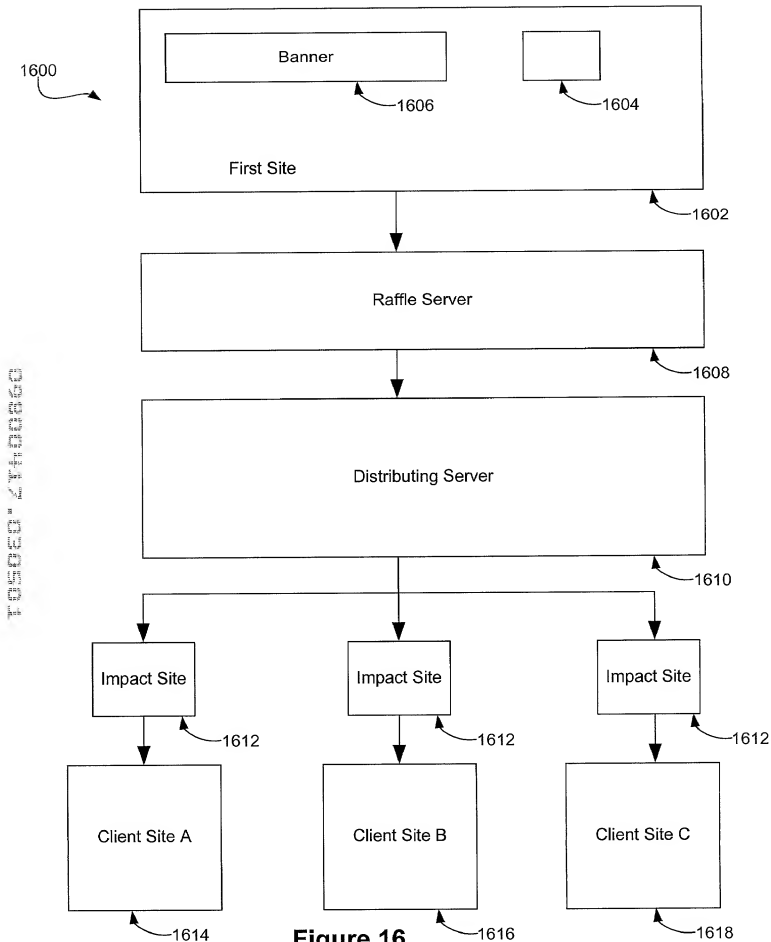 1600
Banner
1606
1604
First Site
1602
Raffle Server
1608
Distributing Server
1610
Impact Site
Impact Site
Impact Site
1612
1612
1612
Client Site A
Client Site B
Client Site C
1614
1616
1618
Figure 16